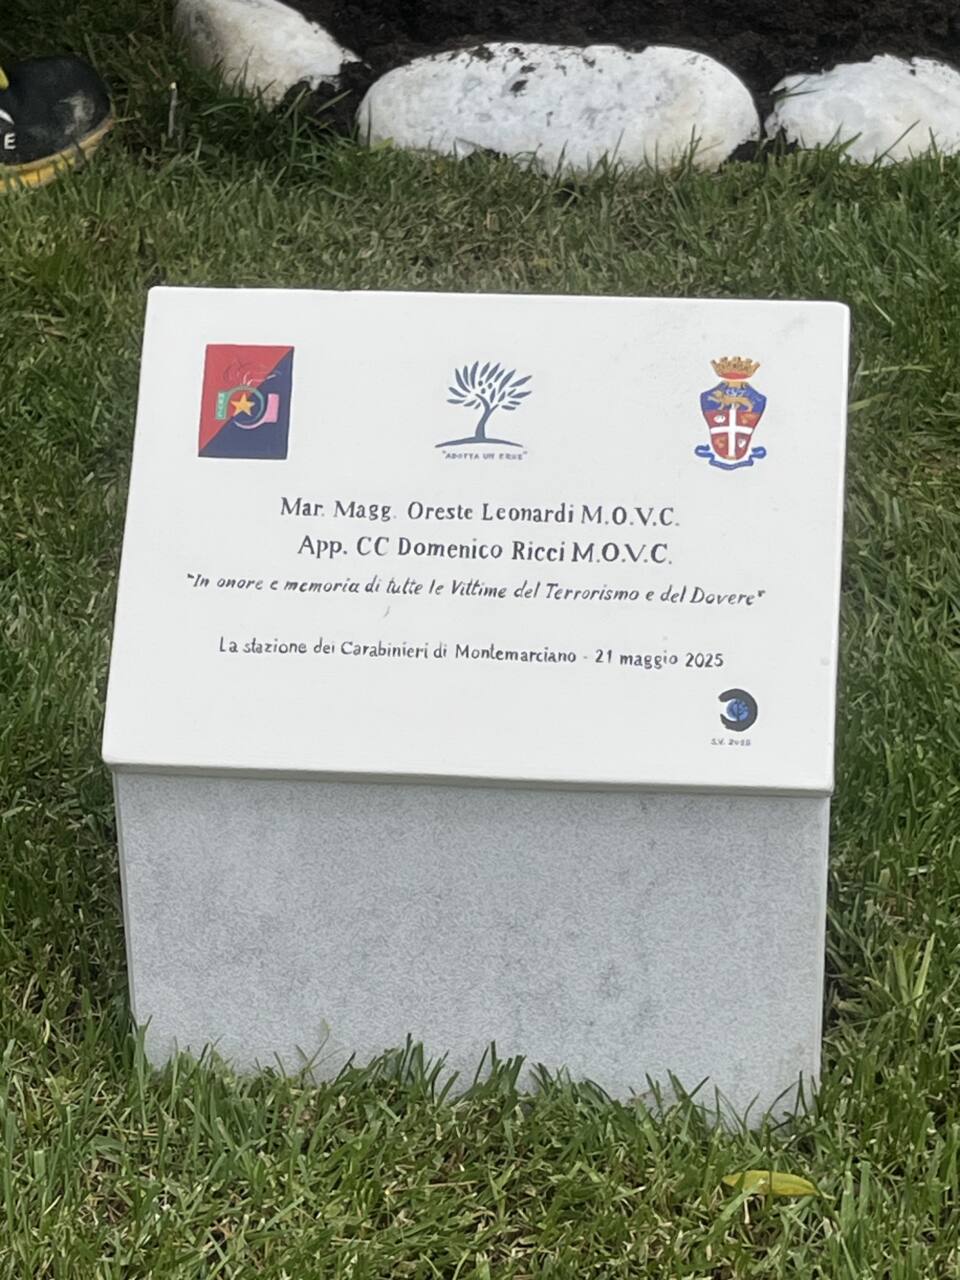 E
"ADOTTA UN EROE"
Mar. Magg. Oreste Leonardi M.O.V.C.
App. CC Domenico Ricci M.O.V.C.
"In onore e memoria di tutte le Vittime del Terrorismo e del Dovere"
La stazione dei Carabinieri di Montemarciano - 21 maggio 2025
S.V.